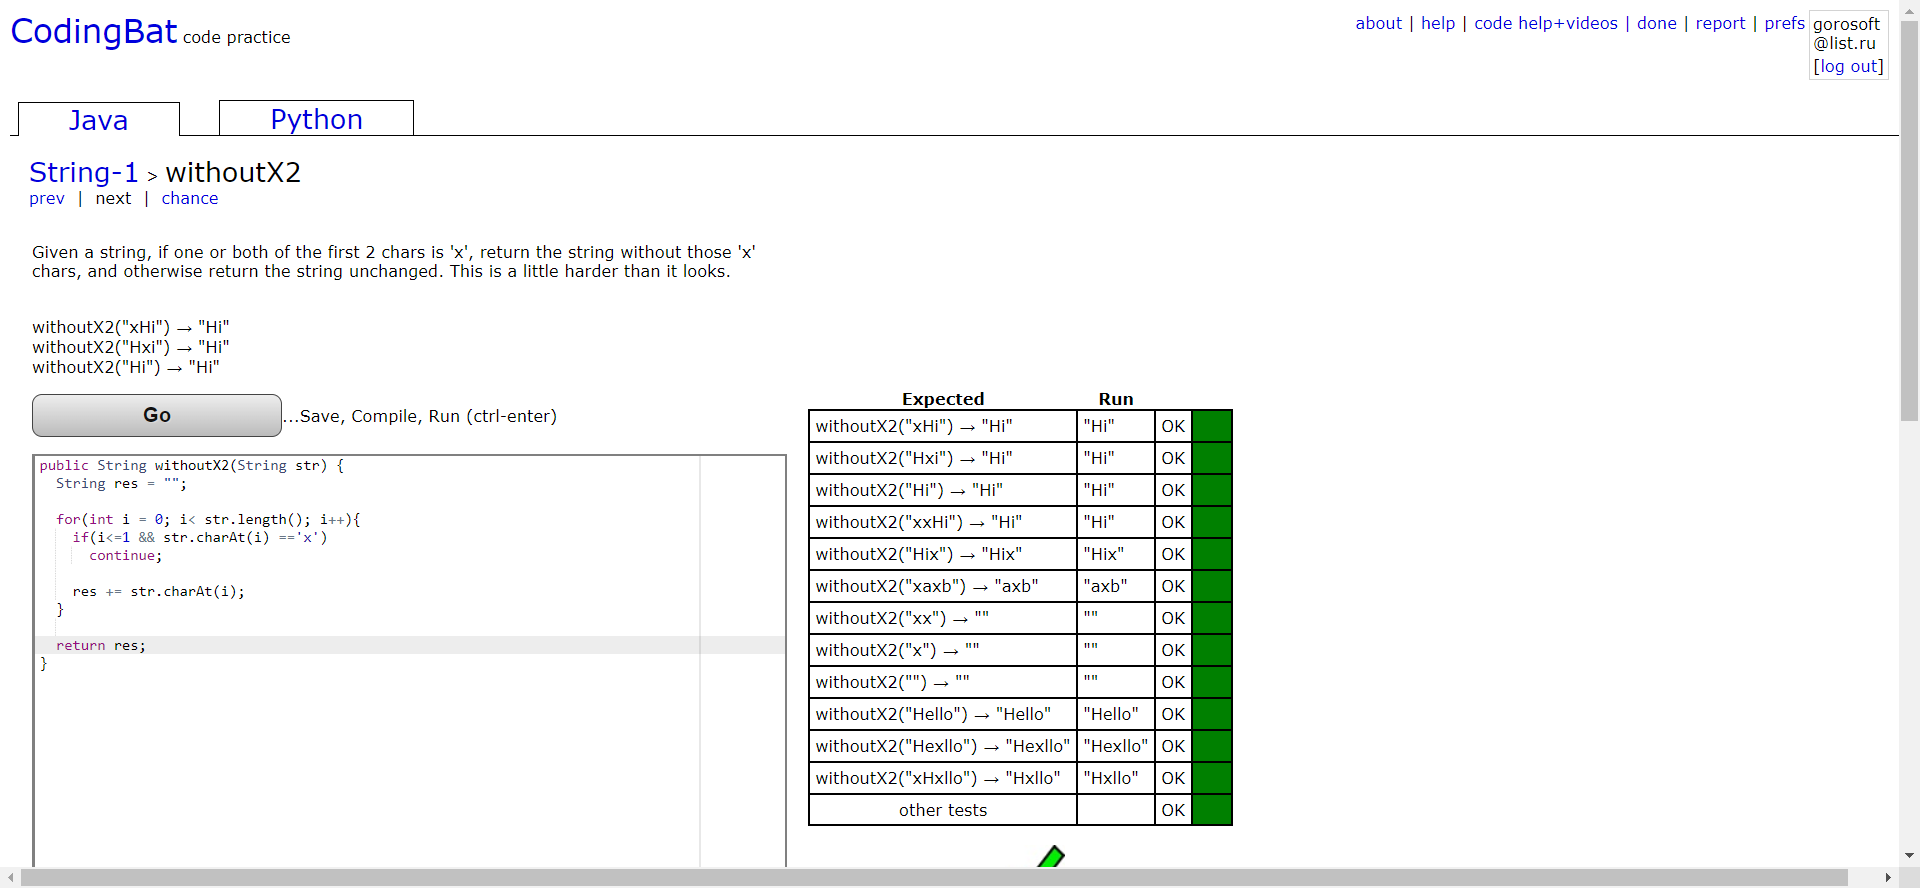 CodingBat code practice
about | help | code help+videos | done | report | prefs
gorosoft
@list.ru
[log out]
Java
Python
String-1 > withoutX2
prev | next | chance
Given a string, if one or both of the first 2 chars is 'x', return the string without those 'x'
chars, and otherwise return the string unchanged. This is a little harder than it looks.
withoutX2("xHi") → "Hi"
withoutX2("Hxi") → "Hi"
withoutX2("Hi") → "Hi"
Go
...Save, Compile, Run (ctrl-enter)
public String withoutX2(String str) {
  String res = "";
  for(int i = 0; i< str.length(); i++){
    if(i<=1 && str.charAt(i) =='x')
      continue;
    res += str.charAt(i);
  }
  return res;
}
Expected Run
withoutX2("xHi") → "Hi" "Hi" OK
withoutX2("Hxi") → "Hi" "Hi" OK
withoutX2("Hi") → "Hi" "Hi" OK
withoutX2("xxHi") → "Hi" "Hi" OK
withoutX2("Hix") → "Hix" "Hix" OK
withoutX2("xaxb") → "axb" "axb" OK
withoutX2("xx") → "" "" OK
withoutX2("x") → "" "" OK
withoutX2("") → "" "" OK
withoutX2("Hello") → "Hello" "Hello" OK
withoutX2("Hexllo") → "Hexllo" "Hexllo" OK
withoutX2("xHxllo") → "Hxllo" "Hxllo" OK
other tests OK